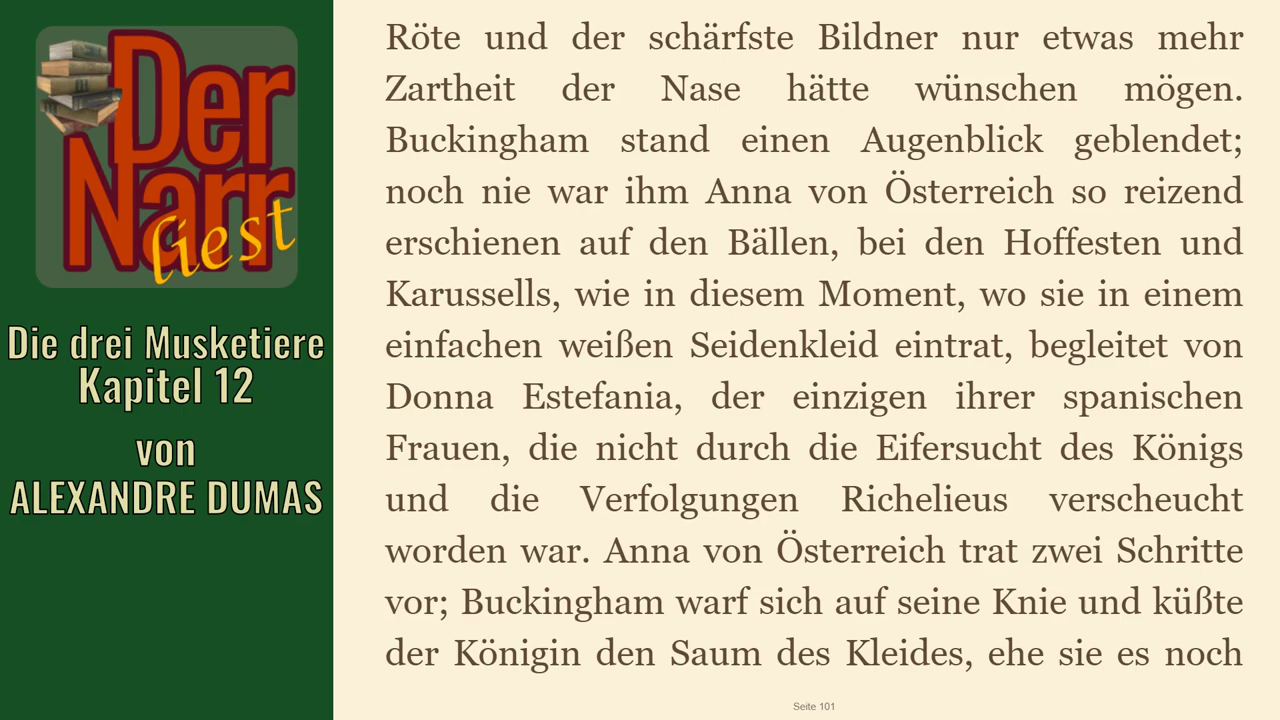 Der
Narr
liest
Die drei Musketiere
Kapitel 12
von
ALEXANDRE DUMAS
Röte und der schärfste Bildner nur etwas mehr
Zartheit der Nase hätte wünschen mögen.
Buckingham stand einen Augenblick geblendet;
noch nie war ihm Anna von Österreich so reizend
erschienen auf den Bällen, bei den Hoffesten und
Karussells, wie in diesem Moment, wo sie in einem
einfachen weißen Seidenkleid eintrat, begleitet von
Donna Estefania, der einzigen ihrer spanischen
Frauen, die nicht durch die Eifersucht des Königs
und die Verfolgungen Richelieus verscheucht
worden war. Anna von Österreich trat zwei Schritte
vor; Buckingham warf sich auf seine Knie und küßte
der Königin den Saum des Kleides, ehe sie es noch
Seite 101